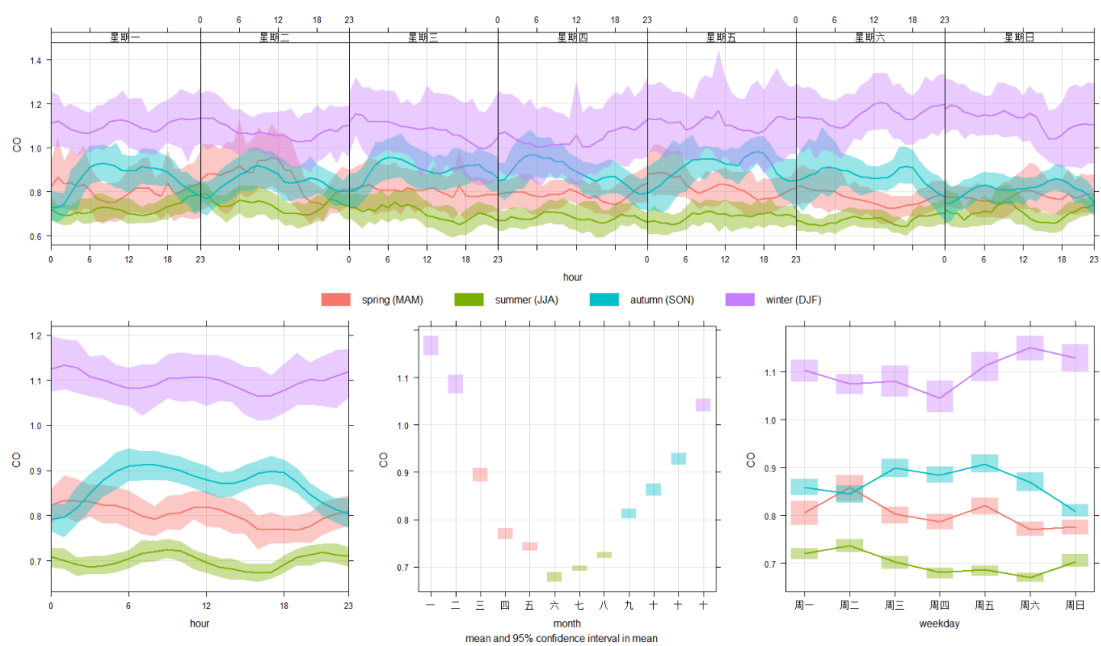 0 6 12 18 23 0 6 12 18 23 0 6 12 18 23
星期一 星期二 星期三 星期四 星期五 星期六 星期日
1.4
1.2
1.0
0.8
0.6
CO
0 6 12 18 23 0 6 12 18 23 0 6 12 18 23 0 6 12 18 23
hour
spring (MAM) summer (JJA) autumn (SON) winter (DJF)
1.2
1.1
1.0
0.9
0.8
0.7
CO
0 6 12 18 23
hour
1.1
1.0
0.9
0.8
0.7
CO
一 二 三 四 五 六 七 八 九 十 十 十
month
1.1
1.0
0.9
0.8
0.7
CO
周一 周二 周三 周四 周五 周六 周日
weekday
mean and 95% confidence interval in mean